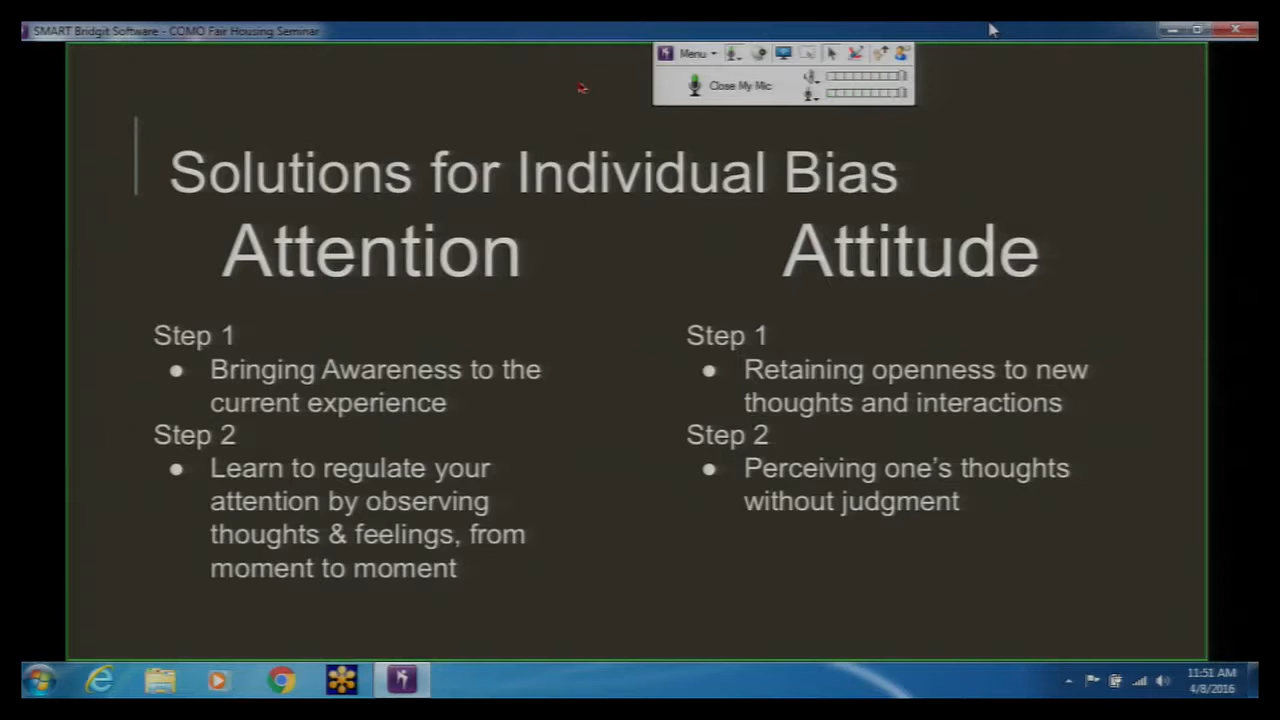 SMART Bridgit Software - COMO Fair Housing Seminar
Menu
Close My Mic
Solutions for Individual Bias
Attention
Step 1
● Bringing Awareness to the
current experience
Step 2
● Learn to regulate your
attention by observing
thoughts & feelings, from
moment to moment
Attitude
Step 1
● Retaining openness to new
thoughts and interactions
Step 2
● Perceiving one's thoughts
without judgment
11:51 AM
4/8/2016